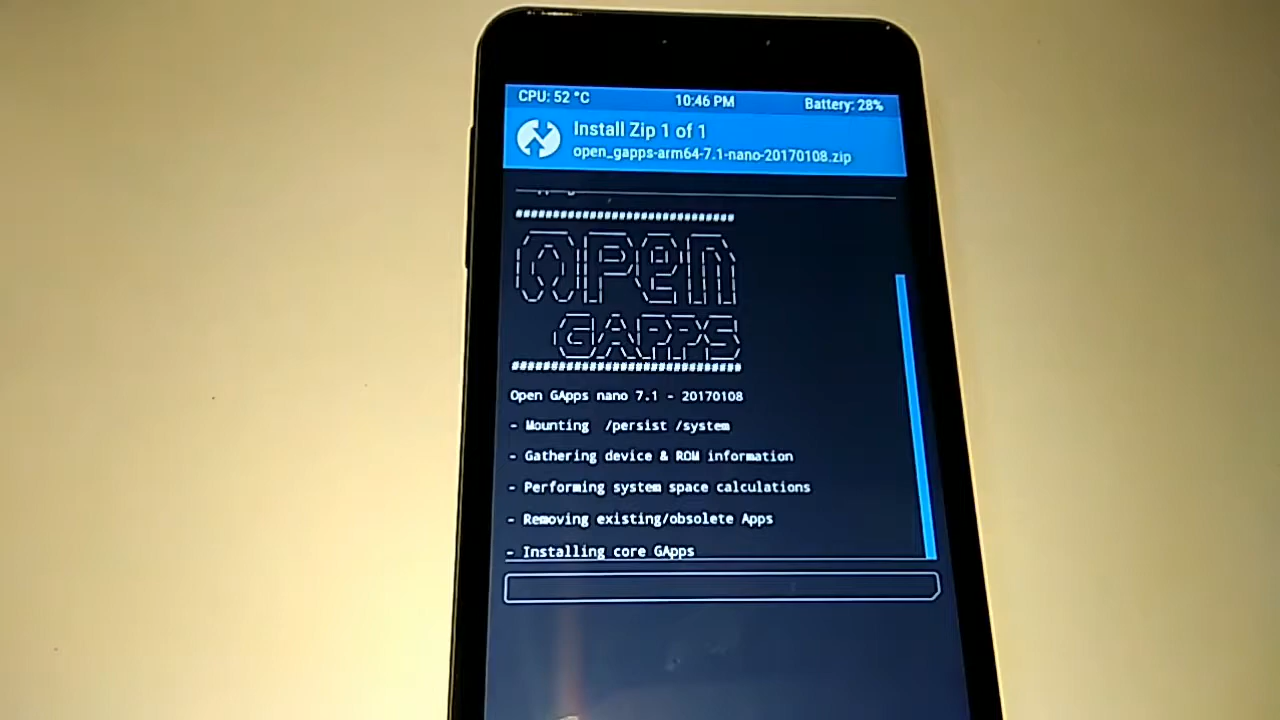 CPU: 52 °C 10:46 PM Battery: 28%
Install Zip 1 of 1
open_gapps-arm64-7.1-nano-20170108.zip
##############################
OPEN
GAPPS
##############################
Open GApps nano 7.1 - 20170108
- Mounting /persist /system
- Gathering device & ROM information
- Performing system space calculations
- Removing existing/obsolete Apps
- Installing core GApps